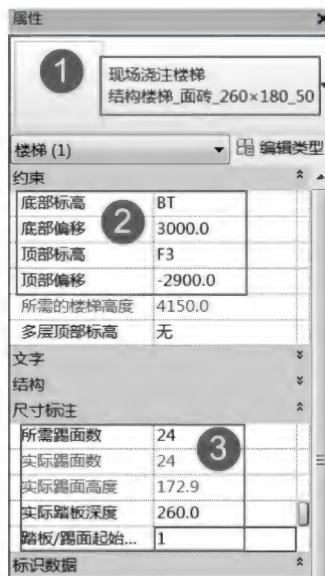 属性
1
现场浇注楼梯
结构楼梯_面砖_260×180_50
楼梯 (1) 编辑类型
约束
底部标高 BT
底部偏移 3000.0
2
顶部标高 F3
顶部偏移 -2900.0
所需的楼梯高度 4150.0
多层顶部标高 无
文字
结构
尺寸标注
所需踢面数 24
实际踢面数 24
3
实际踢面高度 172.9
实际踏板深度 260.0
踏板/踢面起始... 1
标识数据